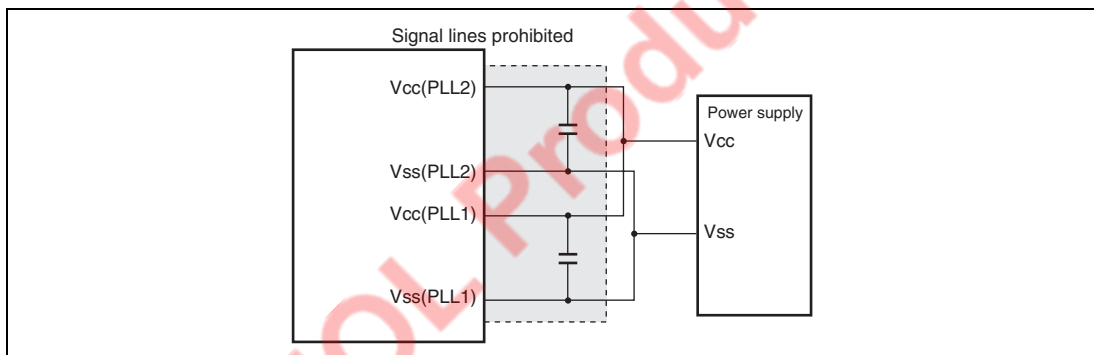 Signal lines prohibited
Vcc(PLL2)
Vss(PLL2)
Vcc(PLL1)
Vss(PLL1)
Power supply
Vcc
Vss